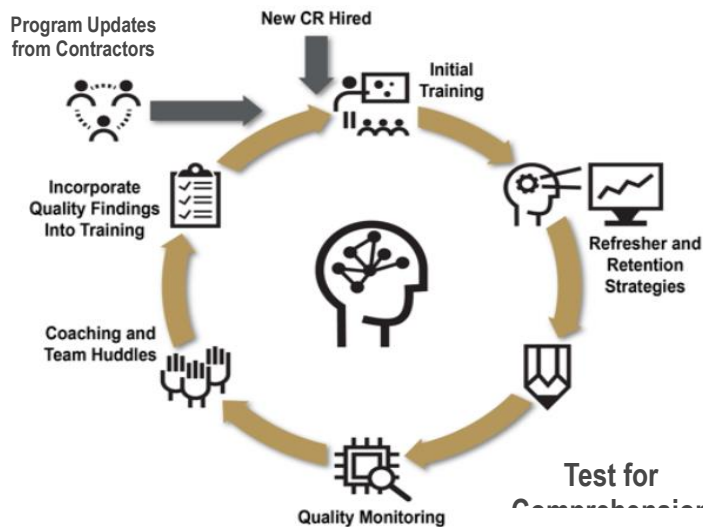 Program Updates
from Contractors
New CR Hired
Initial
Training
Refresher and
Retention
Strategies
Test for
Comprehension
Quality Monitoring
Coaching and
Team Huddles
Incorporate
Quality Findings
Into Training